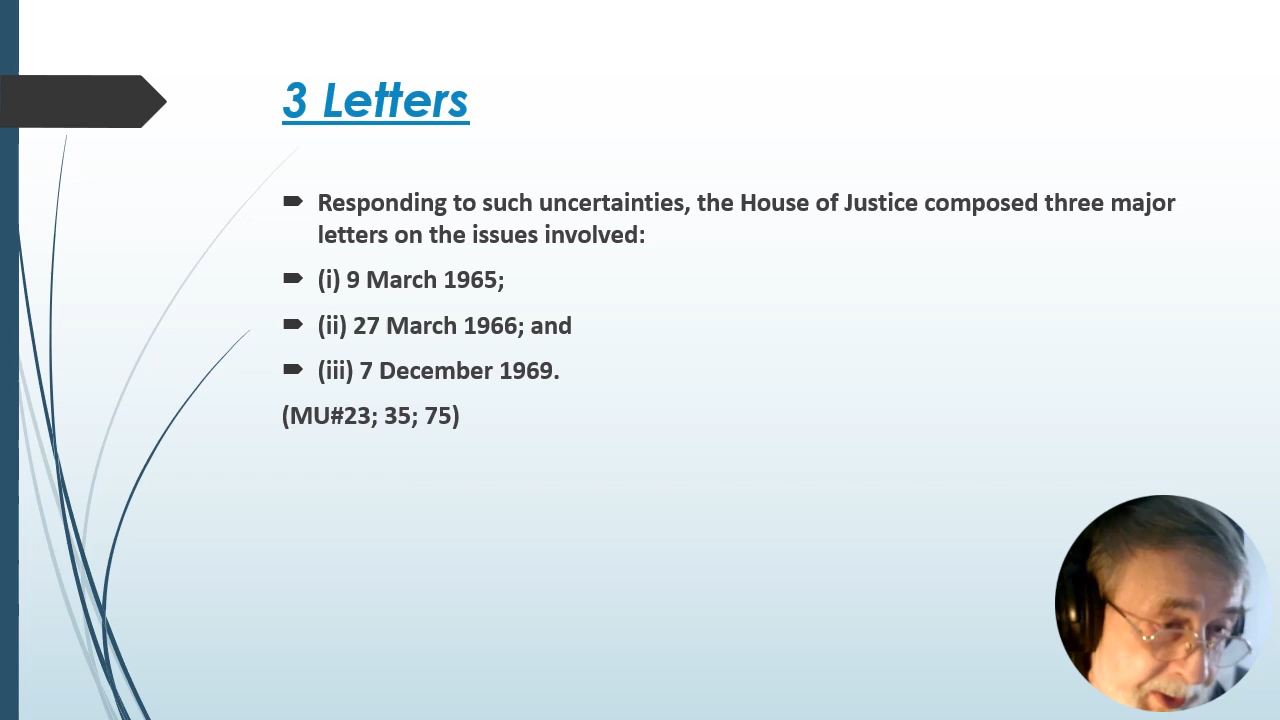 3 Letters
Responding to such uncertainties, the House of Justice composed three major
letters on the issues involved:
(i) 9 March 1965;
(ii) 27 March 1966; and
(iii) 7 December 1969.
(MU#23; 35; 75)